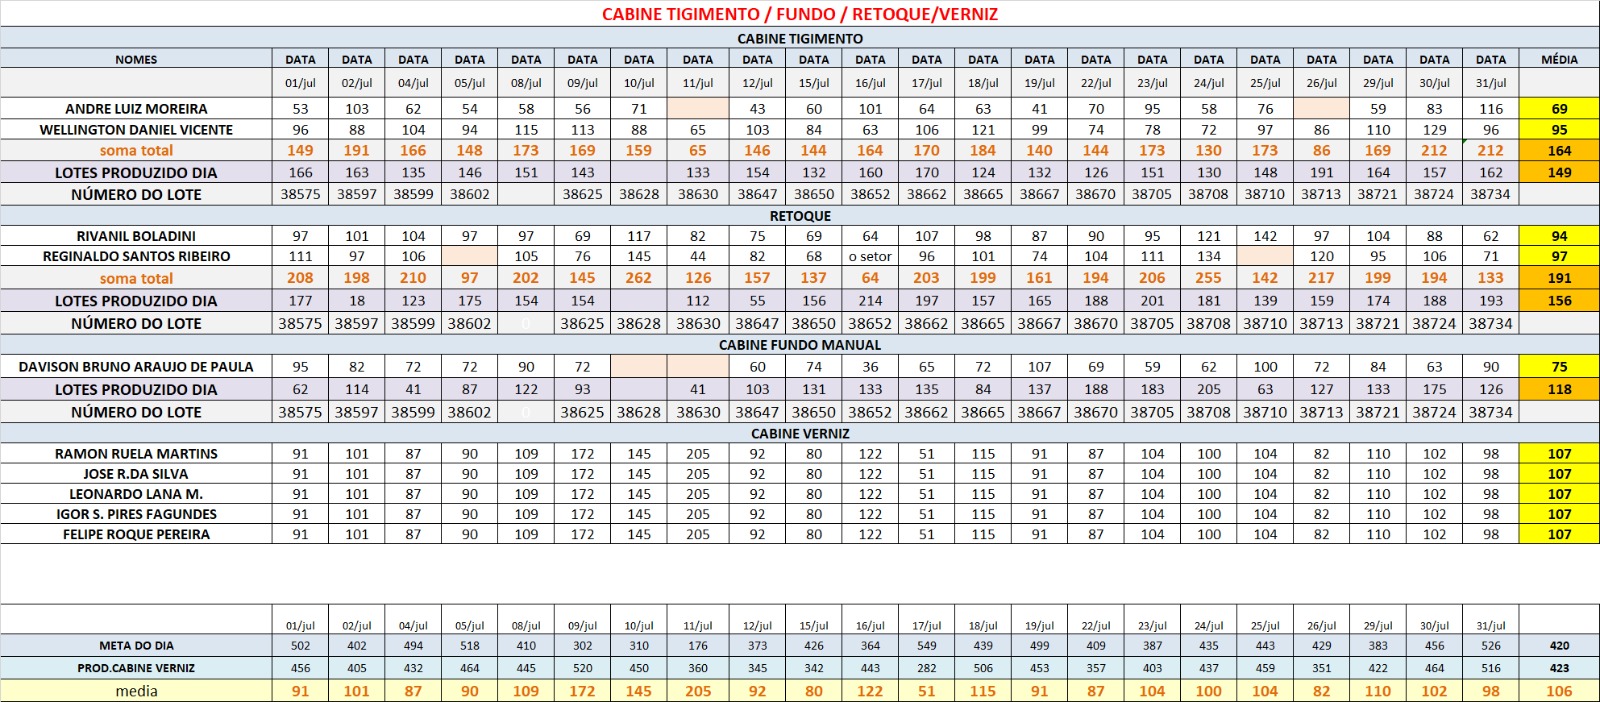 CABINE TIGIMENTO / FUNDO / RETOQUE/VERNIZ
CABINE TIGIMENTO
NOMES DATA DATA DATA DATA DATA DATA DATA DATA DATA DATA DATA DATA DATA DATA DATA DATA DATA DATA DATA DATA DATA DATA MÉDIA
01/jul 02/jul 04/jul 05/jul 08/jul 09/jul 10/jul 11/jul 12/jul 15/jul 16/jul 17/jul 18/jul 19/jul 22/jul 23/jul 24/jul 25/jul 26/jul 29/jul 30/jul 31/jul
ANDRE LUIZ MOREIRA 53 103 62 54 58 56 71 43 60 101 64 63 41 70 95 58 76 59 83 116 69
WELLINGTON DANIEL VICENTE 96 88 104 94 115 113 88 65 103 84 63 106 121 99 74 78 72 97 86 110 129 96 95
soma total 149 191 166 148 173 169 159 65 146 144 164 170 184 140 144 173 130 173 86 169 212 212 164
LOTES PRODUZIDO DIA 166 163 135 146 151 143 133 154 132 160 170 124 132 126 151 130 148 191 164 157 162 149
NÚMERO DO LOTE 38575 38597 38599 38602 38625 38628 38630 38647 38650 38652 38662 38665 38667 38670 38705 38708 38710 38713 38721 38724 38734
RETOQUE
RIVANIL BOLADINI 97 101 104 97 97 69 117 82 75 69 64 107 98 87 90 95 121 142 97 104 88 62 94
REGINALDO SANTOS RIBEIRO 111 97 106 105 76 145 44 82 68 o setor 96 101 74 104 111 134 120 95 106 71 97
soma total 208 198 210 97 202 145 262 126 157 137 64 203 199 161 194 206 255 142 217 199 194 133 191
LOTES PRODUZIDO DIA 177 18 123 175 154 154 112 55 156 214 197 157 165 188 201 181 139 159 174 188 193 156
NÚMERO DO LOTE 38575 38597 38599 38602 0 38625 38628 38630 38647 38650 38652 38662 38665 38667 38670 38705 38708 38710 38713 38721 38724 38734
CABINE FUNDO MANUAL
DAVISON BRUNO ARAUJO DE PAULA 95 82 72 72 90 72 60 74 36 65 72 107 69 59 62 100 72 84 63 90 75
LOTES PRODUZIDO DIA 62 114 41 87 122 93 41 103 131 133 135 84 137 188 183 205 63 127 133 175 126 118
NÚMERO DO LOTE 38575 38597 38599 38602 0 38625 38628 38630 38647 38650 38652 38662 38665 38667 38670 38705 38708 38710 38713 38721 38724 38734
CABINE VERNIZ
RAMON RUELA MARTINS 91 101 87 90 109 172 145 205 92 80 122 51 115 91 87 104 100 104 82 110 102 98 107
JOSE R.DA SILVA 91 101 87 90 109 172 145 205 92 80 122 51 115 91 87 104 100 104 82 110 102 98 107
LEONARDO LANA M. 91 101 87 90 109 172 145 205 92 80 122 51 115 91 87 104 100 104 82 110 102 98 107
IGOR S. PIRES FAGUNDES 91 101 87 90 109 172 145 205 92 80 122 51 115 91 87 104 100 104 82 110 102 98 107
FELIPE ROQUE PEREIRA 91 101 87 90 109 172 145 205 92 80 122 51 115 91 87 104 100 104 82 110 102 98 107
01/jul 02/jul 04/jul 05/jul 08/jul 09/jul 10/jul 11/jul 12/jul 15/jul 16/jul 17/jul 18/jul 19/jul 22/jul 23/jul 24/jul 25/jul 26/jul 29/jul 30/jul 31/jul
META DO DIA 502 402 494 518 410 302 310 176 373 426 364 549 439 499 409 387 435 443 429 383 456 526 420
PROD.CABINE VERNIZ 456 405 432 464 445 520 450 360 345 342 443 282 506 453 357 403 437 459 351 422 464 516 423
media 91 101 87 90 109 172 145 205 92 80 122 51 115 91 87 104 100 104 82 110 102 98 106